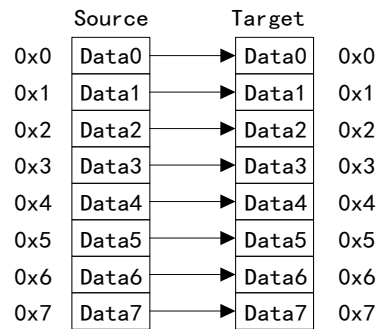 Source Target
0x0 Data0 Data0 0x0
0x1 Data1 Data1 0x1
0x2 Data2 Data2 0x2
0x3 Data3 Data3 0x3
0x4 Data4 Data4 0x4
0x5 Data5 Data5 0x5
0x6 Data6 Data6 0x6
0x7 Data7 Data7 0x7